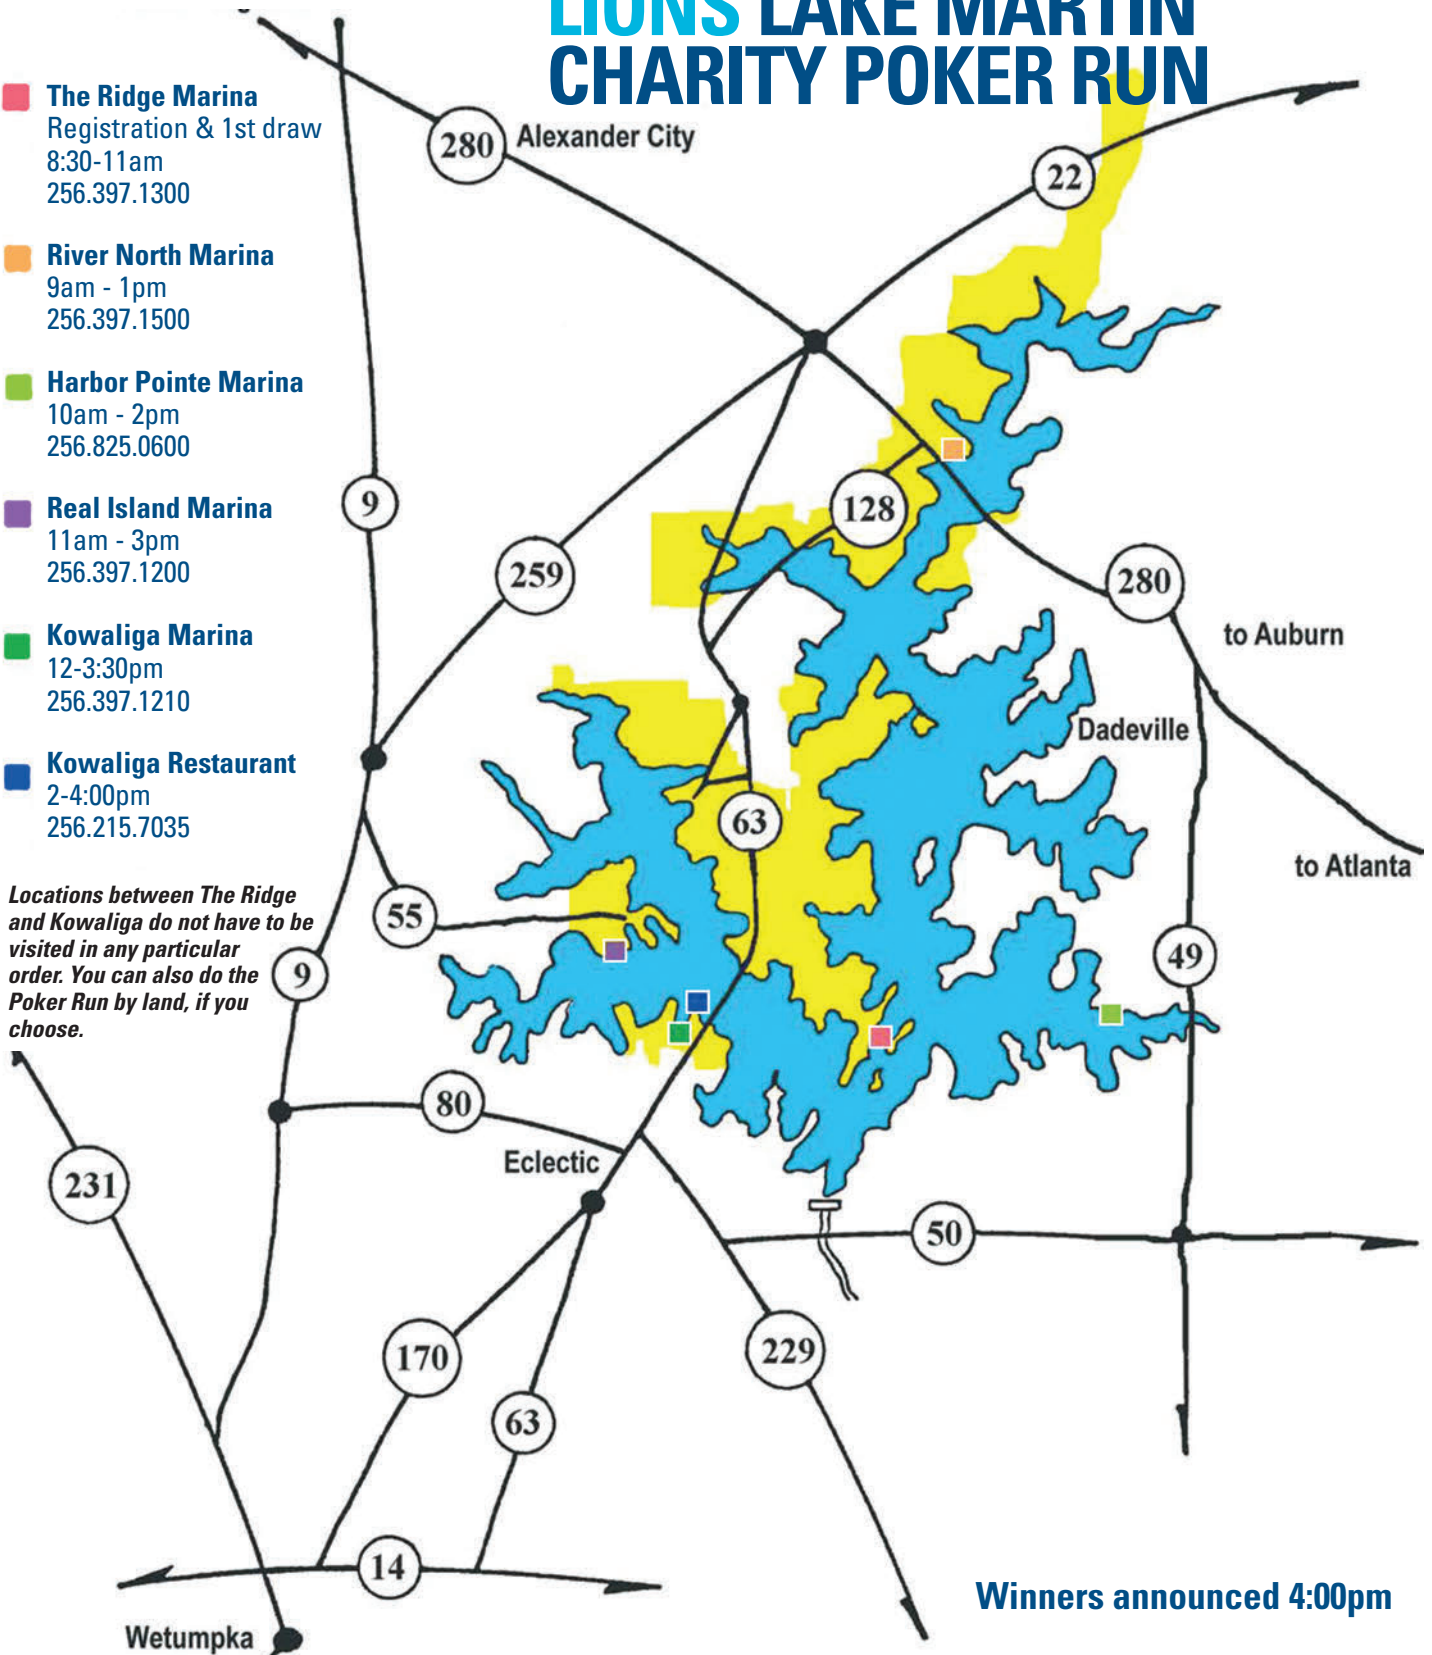 LIONS LAKE MARTIN
CHARITY POKER RUN
The Ridge Marina
Registration & 1st draw
8:30-11am
256.397.1300
River North Marina
9am - 1pm
256.397.1500
Harbor Pointe Marina
10am - 2pm
256.825.0600
Real Island Marina
11am - 3pm
256.397.1200
Kowaliga Marina
12-3:30pm
256.397.1210
Kowaliga Restaurant
2-4:00pm
256.215.7035
Locations between The Ridge
and Kowaliga do not have to be
visited in any particular
order. You can also do the
Poker Run by land, if you
choose.
280
Alexander City
22
9
128
259
280
to Auburn
Dadeville
63
to Atlanta
55
49
9
80
Eclectic
231
50
229
170
63
14
Winners announced 4:00pm
Wetumpka